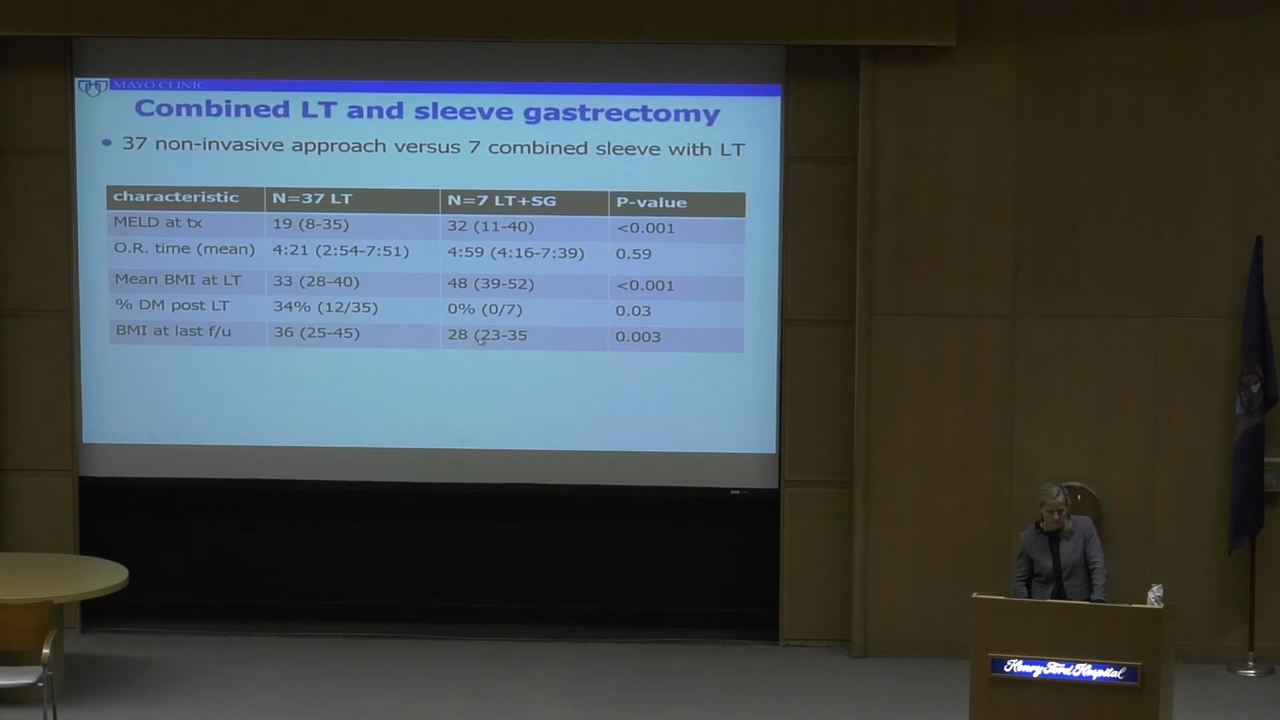 MAYO CLINIC
Combined LT and sleeve gastrectomy
• 37 non-invasive approach versus 7 combined sleeve with LT
characteristic N=37 LT N=7 LT+SG P-value
MELD at tx 19 (8-35) 32 (11-40) <0.001
O.R. time (mean) 4:21 (2:54-7:51) 4:59 (4:16-7:39) 0.59
Mean BMI at LT 33 (28-40) 48 (39-52) <0.001
% DM post LT 34% (12/35) 0% (0/7) 0.03
BMI at last f/u 36 (25-45) 28 (23-35 0.003
Henry Ford Hospital